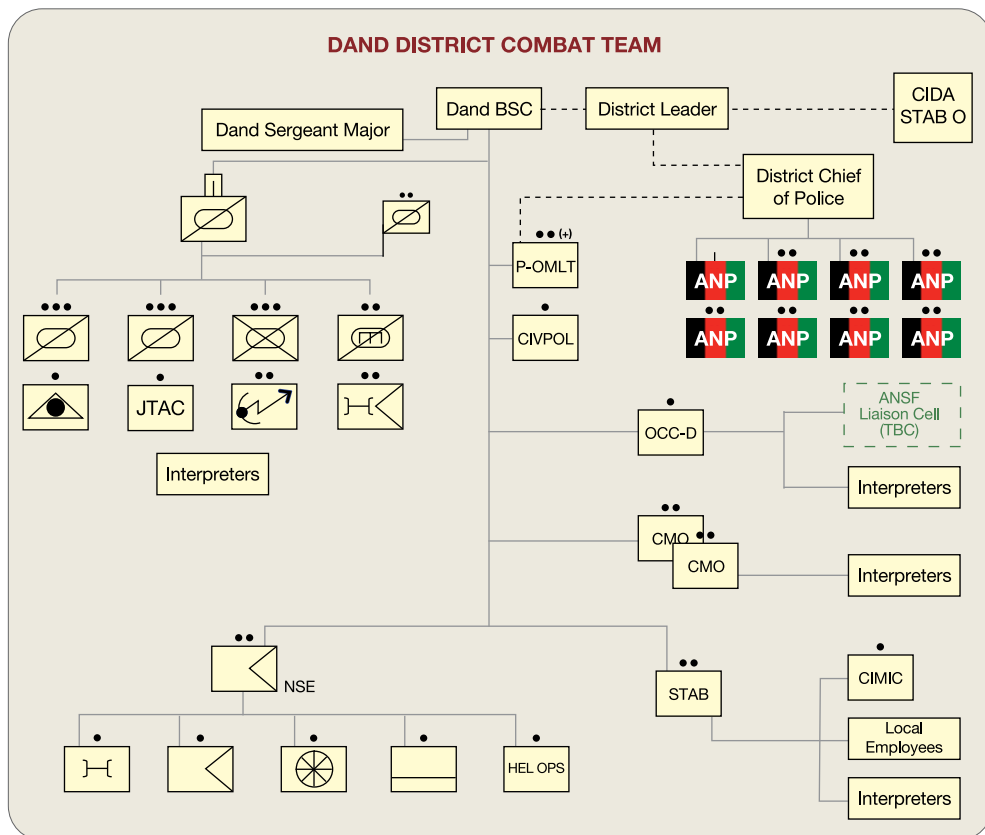 DAND DISTRICT COMBAT TEAM
Dand BSC
District Leader
CIDA
STAB O
Dand Sergeant Major
District Chief
of Police
(+)
P-OMLT
ANP
ANP
ANP
ANP
CIVPOL
ANP
ANP
ANP
ANP
JTAC
Interpreters
OCC-D
ANSF
Liaison Cell
(TBC)
Interpreters
CMO
CMO
Interpreters
NSE
STAB
CIMIC
Local
Employees
HEL OPS
Interpreters